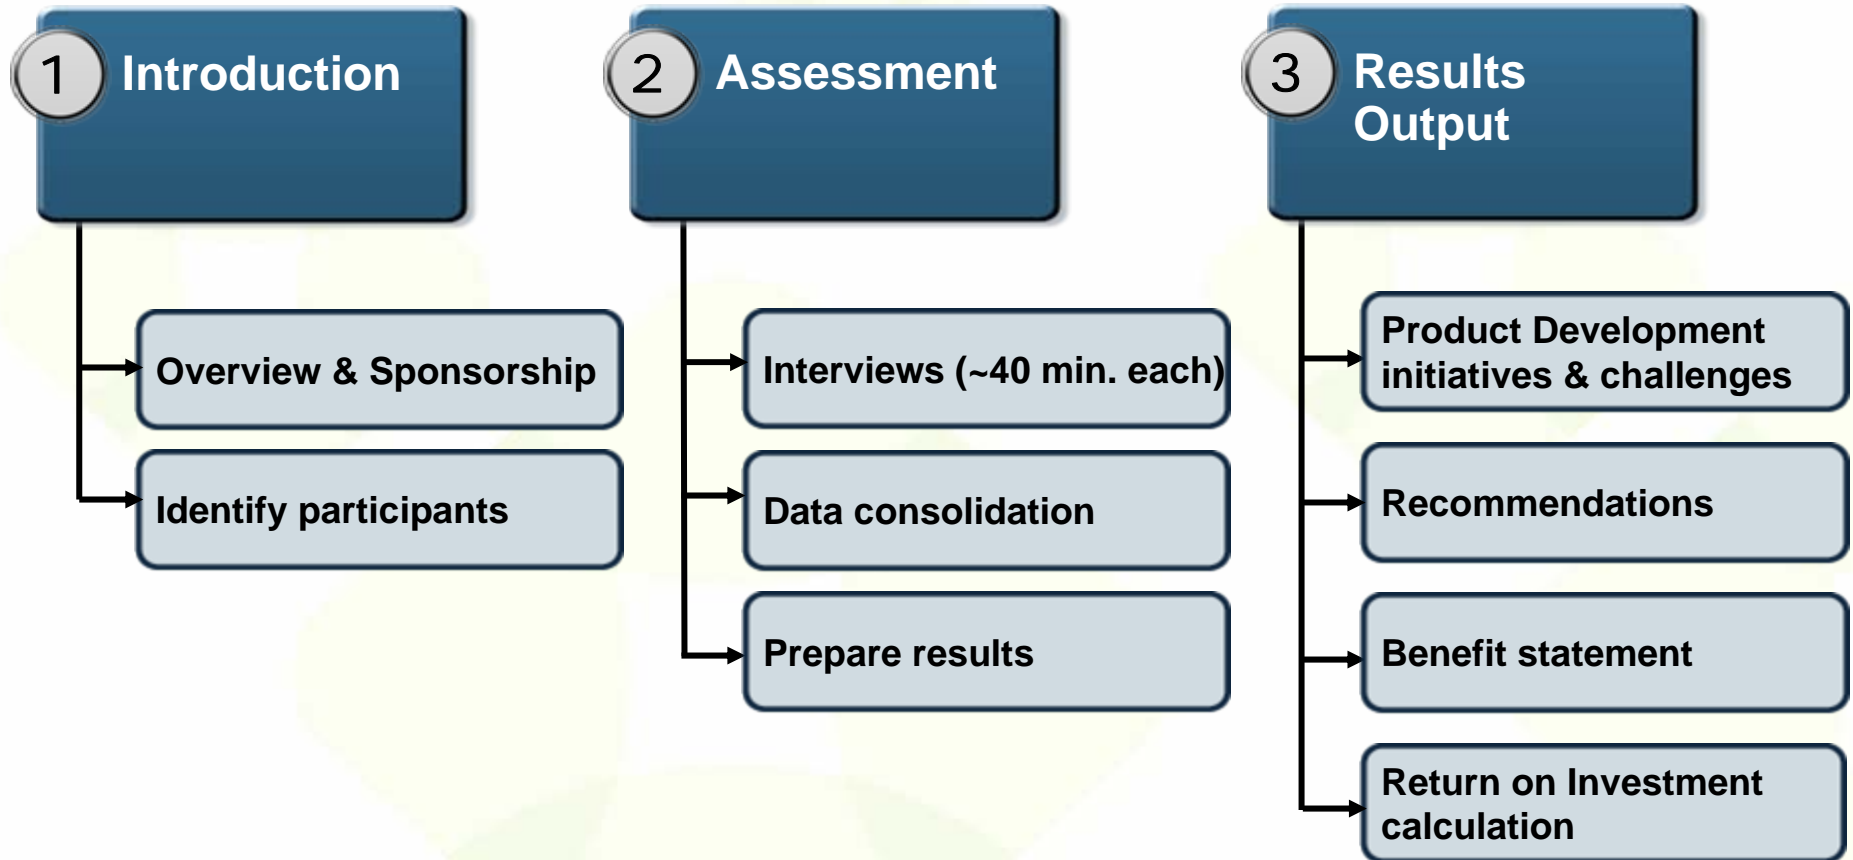 1
Introduction
Overview & Sponsorship
Identify participants
2
Assessment
Interviews (~40 min. each)
Data consolidation
Prepare results
3
Results
Output
Product Development
initiatives & challenges
Recommendations
Benefit statement
Return on Investment
calculation